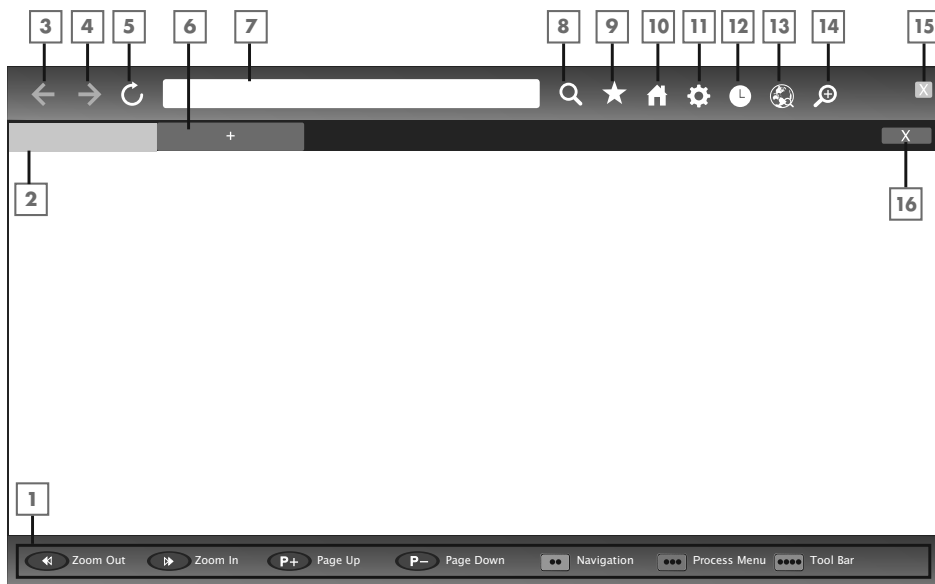 3 4 5 6 7 8 9 10 11 12 13 14 15
X
+ X
2 16
1
Zoom Out Zoom In P+ Page Up P− Page Down Navigation Process Menu Tool Bar